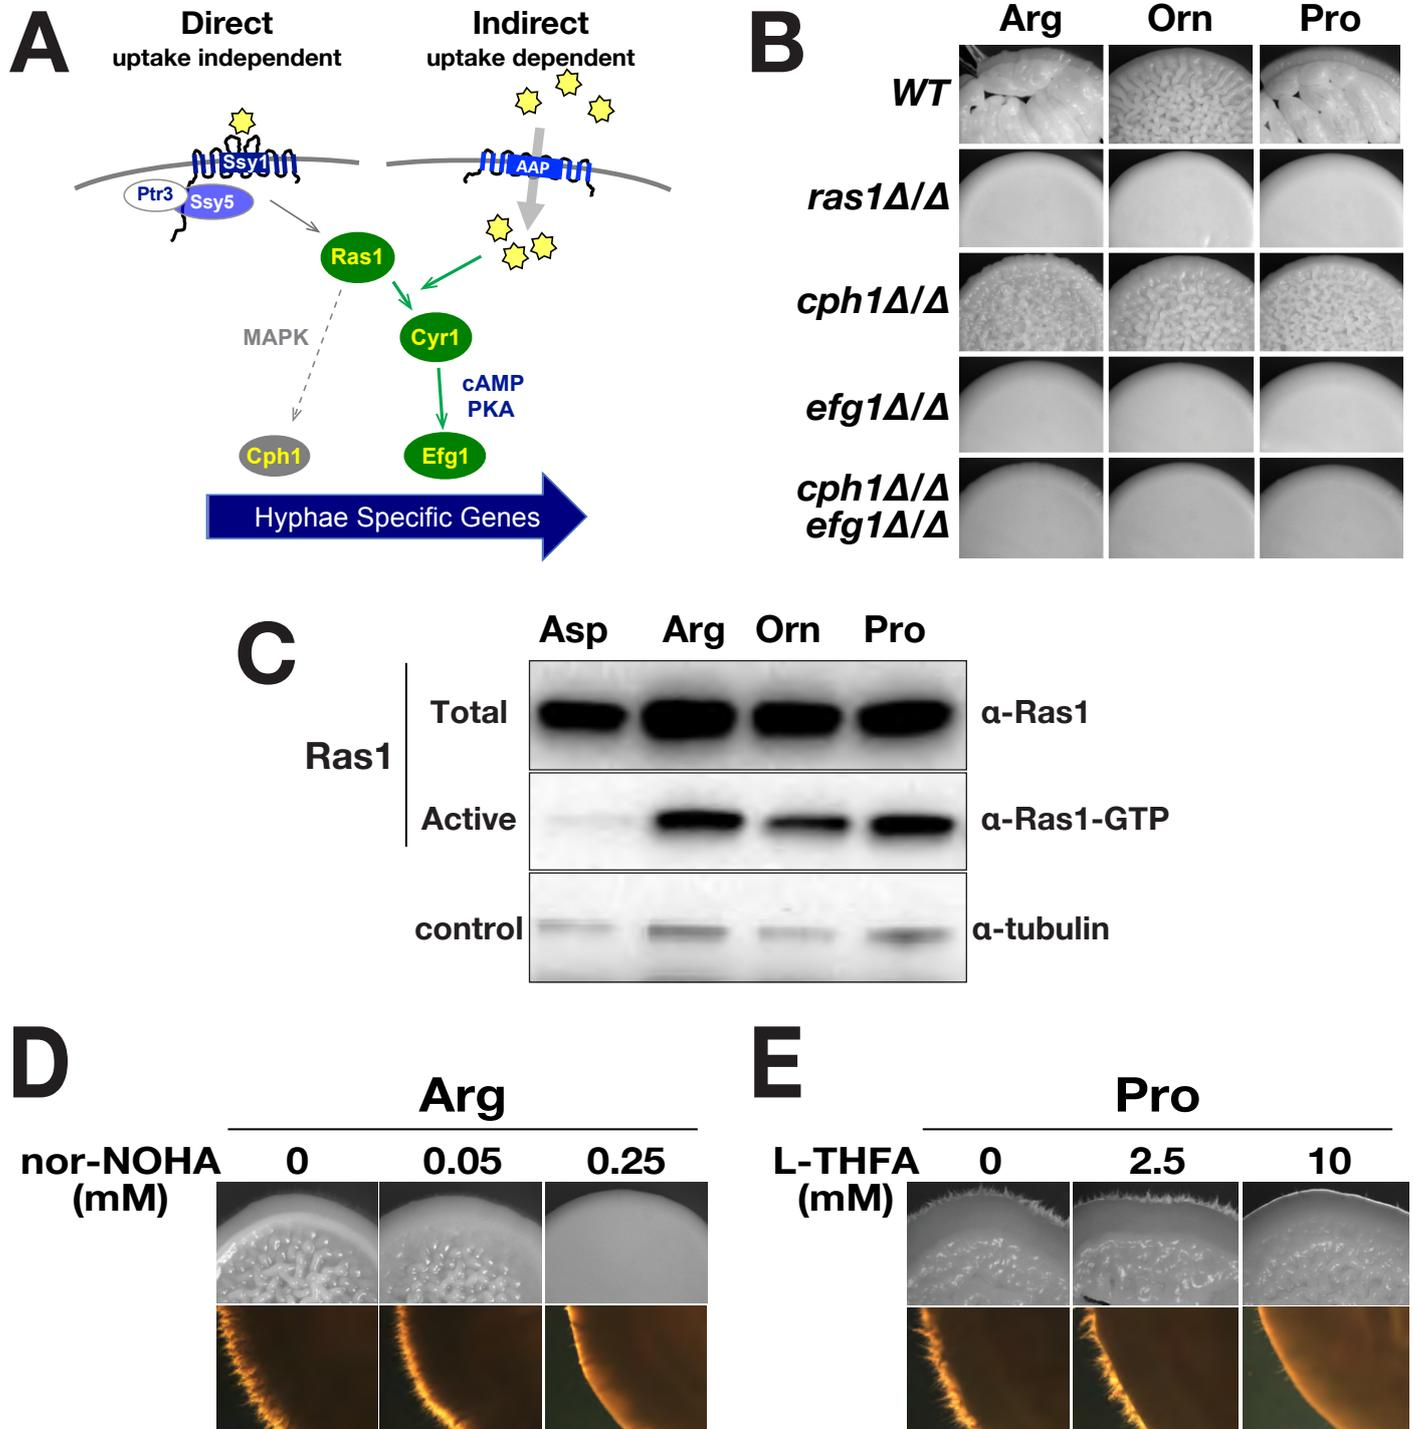 A
Direct
uptake independent
Indirect
uptake dependent
Ssy1
Ptr3
Ssy5
AAP
Ras1
MAPK
Cyr1
cAMP
PKA
Cph1
Efg1
Hyphae Specific Genes
B
Arg Orn Pro
WT
ras1Δ/Δ
cph1Δ/Δ
efg1Δ/Δ
cph1Δ/Δ
efg1Δ/Δ
C
Asp Arg Orn Pro
Ras1
Total α-Ras1
Active α-Ras1-GTP
control α-tubulin
D
Arg
nor-NOHA 0 0.05 0.25
(mM)
E
Pro
L-THFA 0 2.5 10
(mM)